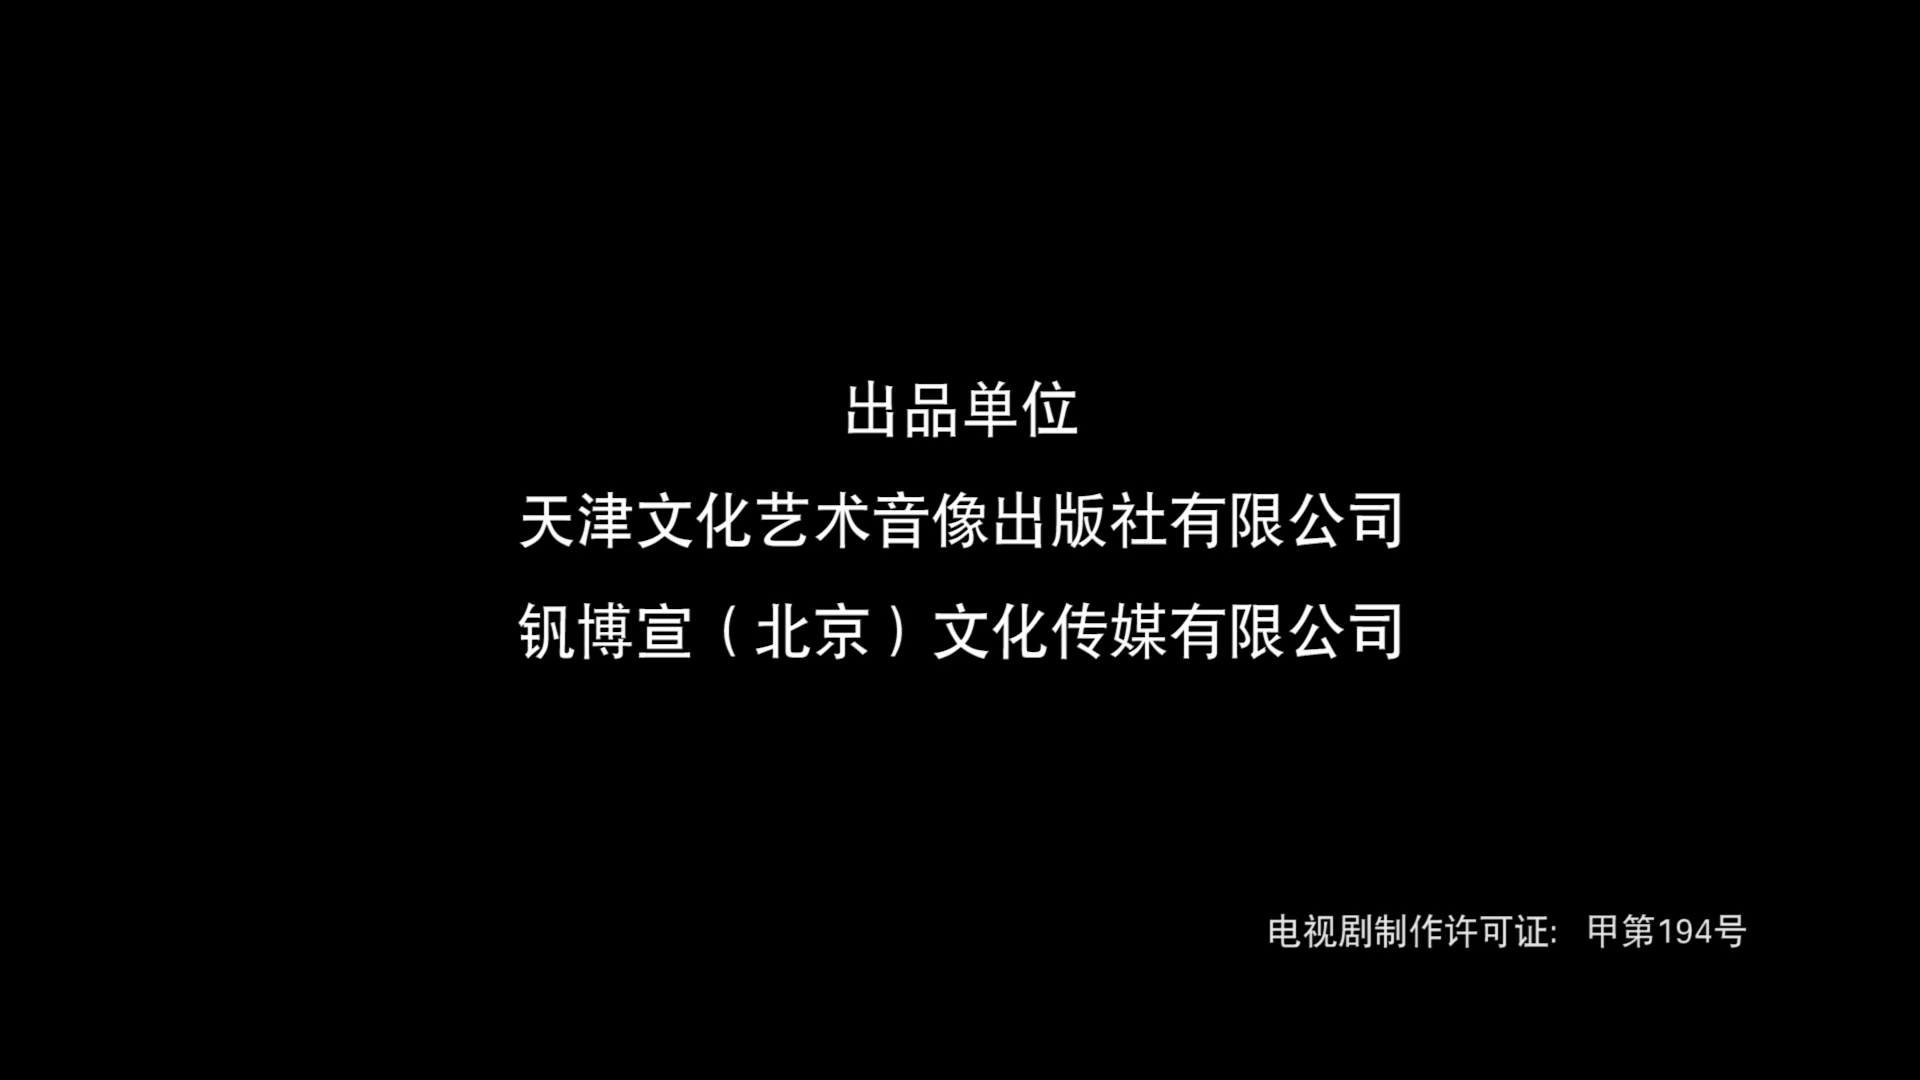 出品单位
天津文化艺术音像出版社有限公司
钒博宣（北京）文化传媒有限公司
电视剧制作许可证: 甲第194号